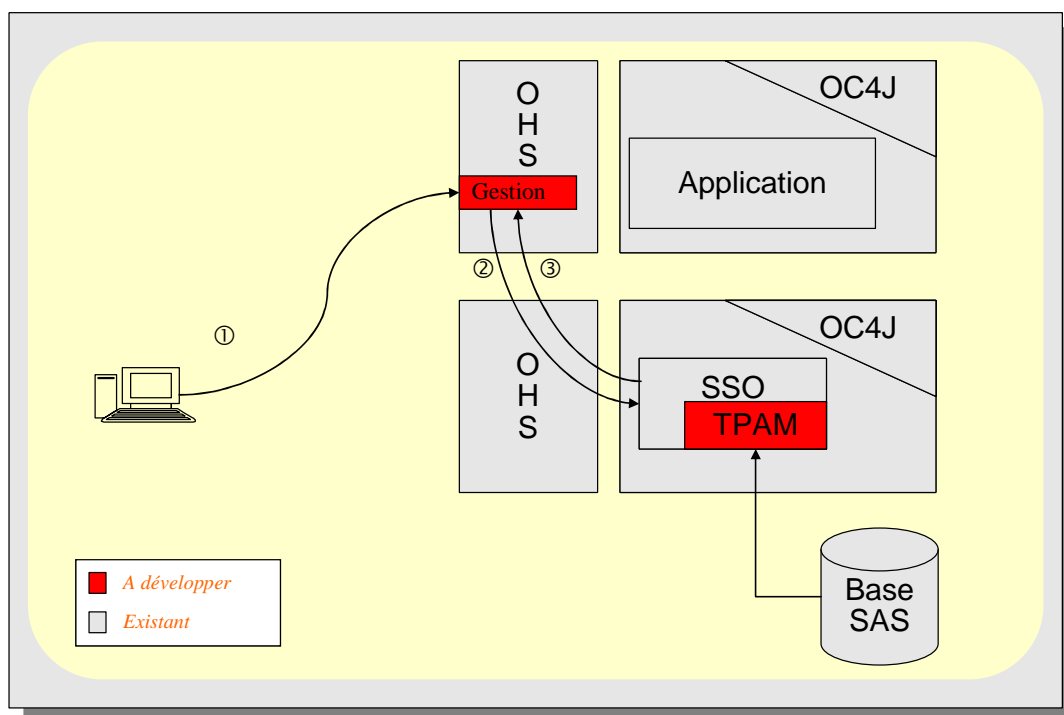 O
H
S
OC4J
Gestion
Application
②
③
①
O
H
S
OC4J
SSO
TPAM
A développer
Existant
Base
SAS